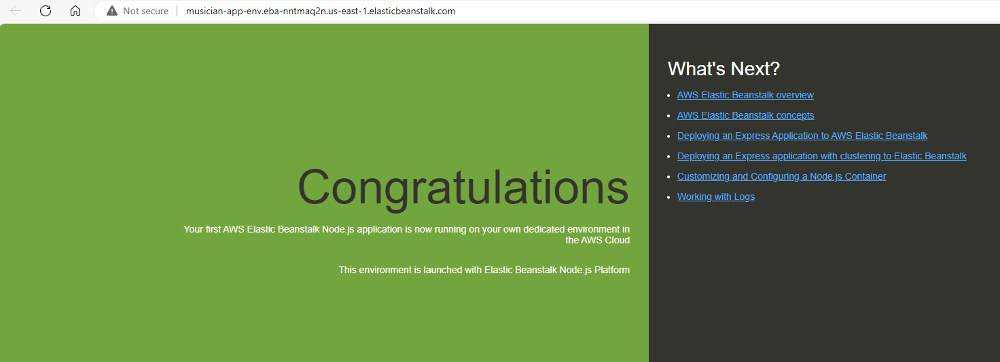 Not secure musician-app-env.eba-nntmaq2n.us-east-1.elasticbeanstalk.com
Congratulations
Your first AWS Elastic Beanstalk Node.js application is now running on your own dedicated environment in
the AWS Cloud
This environment is launched with Elastic Beanstalk Node.js Platform
What's Next?
AWS Elastic Beanstalk overview
AWS Elastic Beanstalk concepts
Deploying an Express Application to AWS Elastic Beanstalk
Deploying an Express application with clustering to Elastic Beanstalk
Customizing and Configuring a Node.js Container
Working with Logs